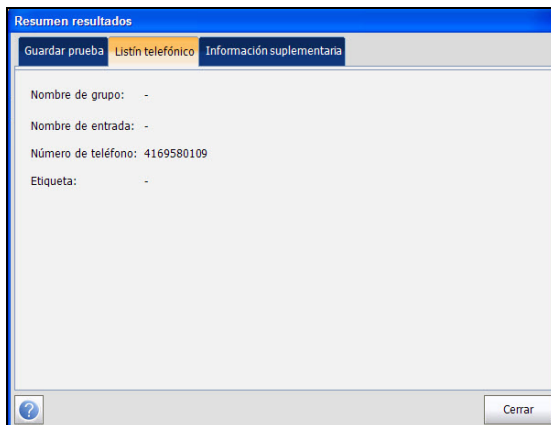 Resumen resultados
Guardar prueba Listín telefónico Información suplementaria
Nombre de grupo: -
Nombre de entrada: -
Número de teléfono: 4169580109
Etiqueta: -
? Cerrar